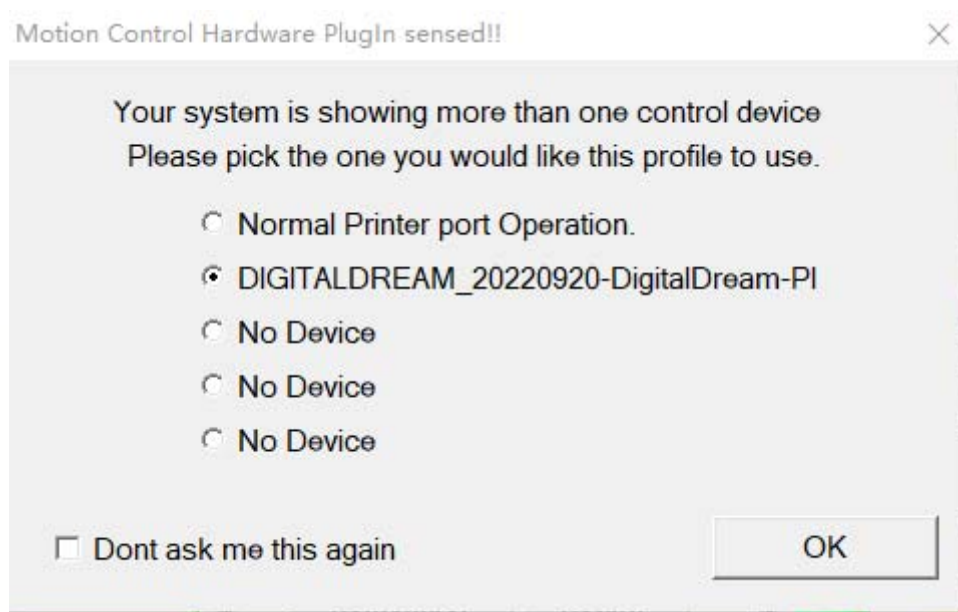 Motion Control Hardware PlugIn sensed!!
Your system is showing more than one control device
Please pick the one you would like this profile to use.
Normal Printer port Operation.
DIGITALDREAM_20220920-DigitalDream-Pl
No Device
No Device
No Device
Dont ask me this again
OK